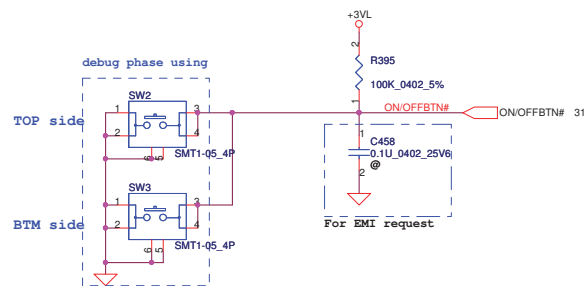 +3VL
2
R395
debug phase using
100K_0402_5%
SW2
1
1
3
ON/OFFBTN#
ON/OFFBTN# 31
TOP side
2
4
1
C458
0.1U_0402_25V6
@
6
5
SMT1-05_4P
2
SW3
1
3
BTM side
2
4
For EMI request
6
5
SMT1-05_4P